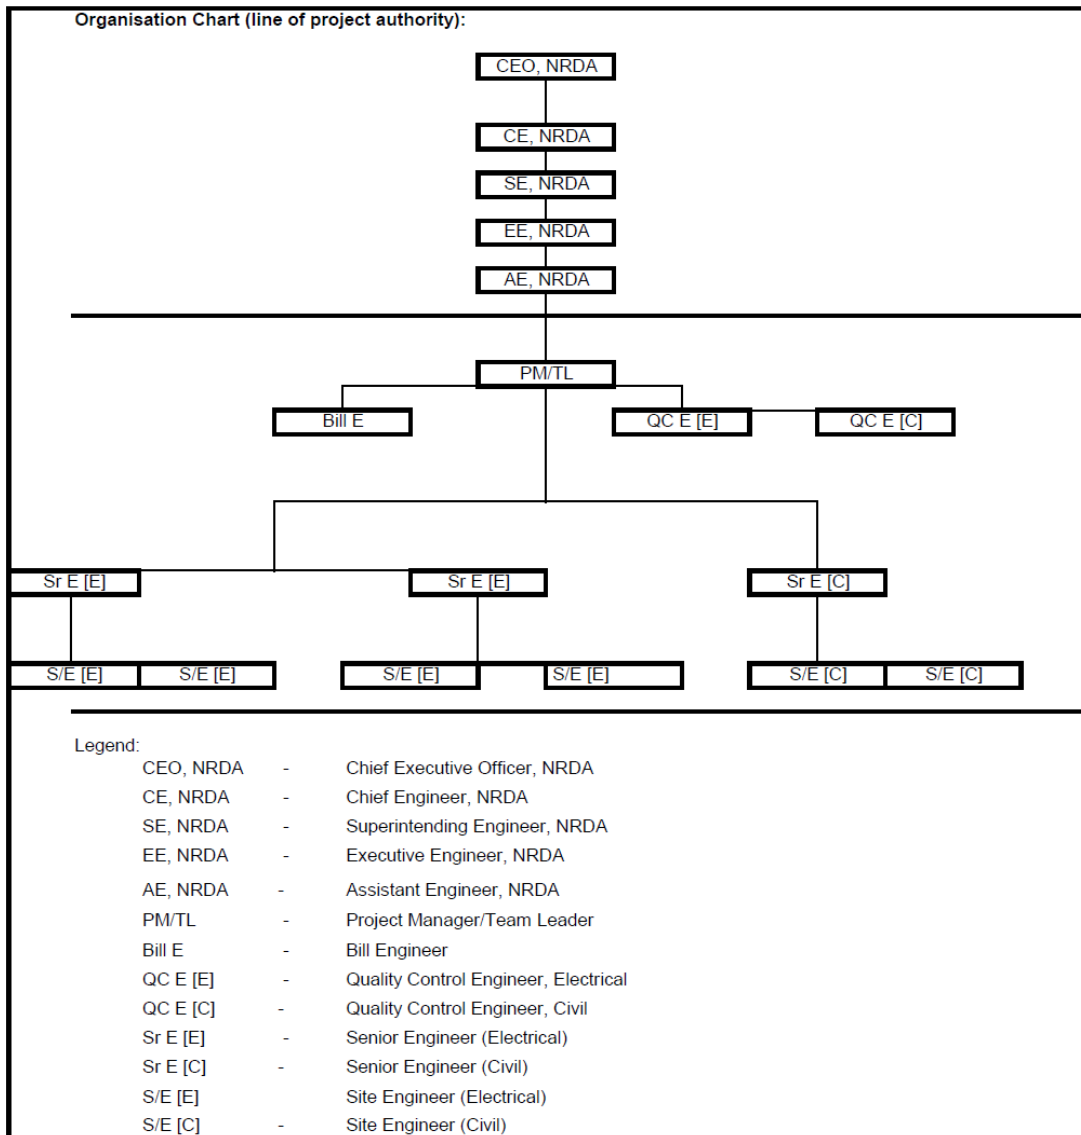 Organisation Chart (line of project authority):
CEO, NRDA
CE, NRDA
SE, NRDA
EE, NRDA
AE, NRDA
PM/TL
Bill E QC E [E] QC E [C]
Sr E [E] Sr E [E] Sr E [C]
S/E [E] S/E [E] S/E [E] S/E [E] S/E [C] S/E [C]
Legend:
CEO, NRDA - Chief Executive Officer, NRDA
CE, NRDA - Chief Engineer, NRDA
SE, NRDA - Superintending Engineer, NRDA
EE, NRDA - Executive Engineer, NRDA
AE, NRDA - Assistant Engineer, NRDA
PM/TL - Project Manager/Team Leader
Bill E - Bill Engineer
QC E [E] - Quality Control Engineer, Electrical
QC E [C] - Quality Control Engineer, Civil
Sr E [E] - Senior Engineer (Electrical)
Sr E [C] - Senior Engineer (Civil)
S/E [E] Site Engineer (Electrical)
S/E [C] - Site Engineer (Civil)